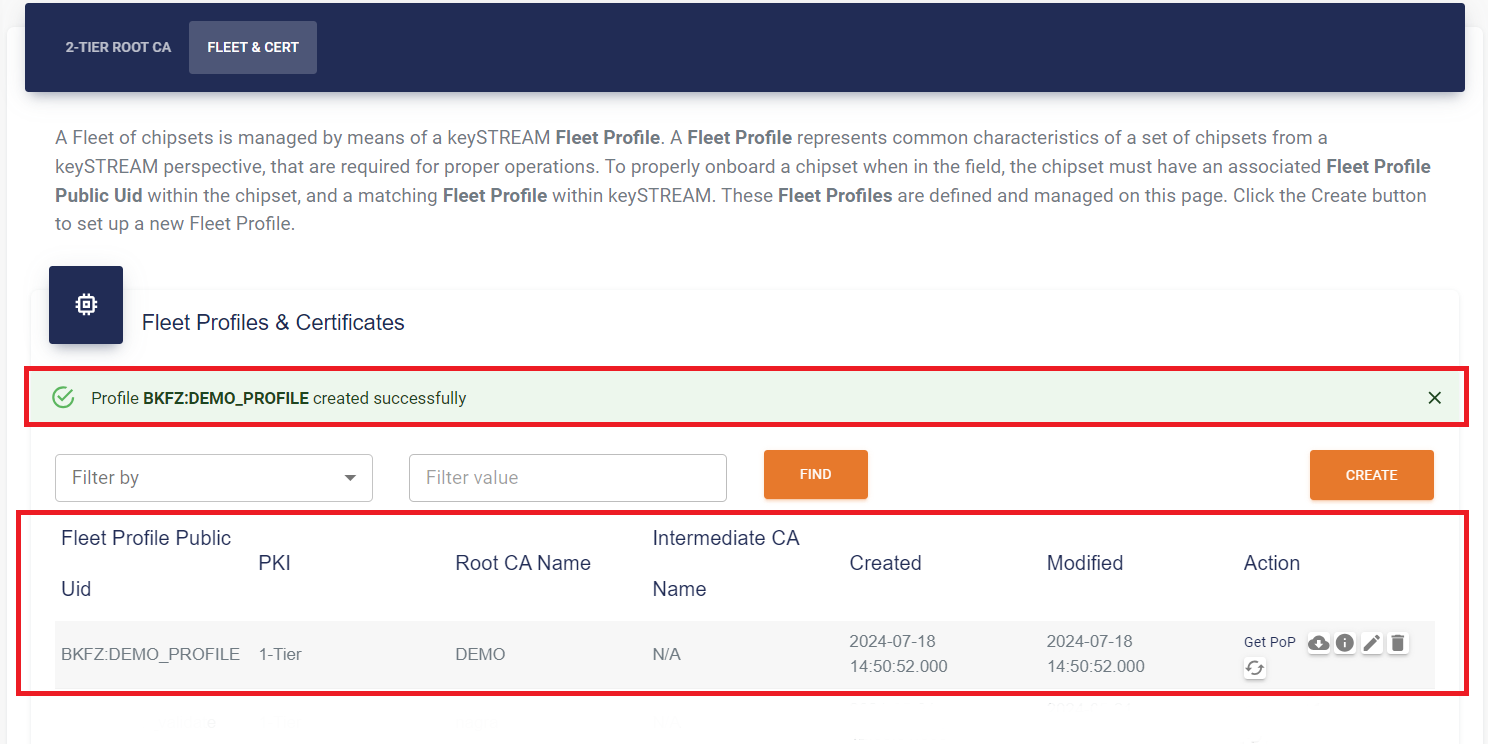 2-TIER ROOT CA
FLEET & CERT
A Fleet of chipsets is managed by means of a keySTREAM Fleet Profile. A Fleet Profile represents common characteristics of a set of chipsets from a
keySTREAM perspective, that are required for proper operations. To properly onboard a chipset when in the field, the chipset must have an associated Fleet Profile
Public Uid within the chipset, and a matching Fleet Profile within keySTREAM. These Fleet Profiles are defined and managed on this page. Click the Create button
to set up a new Fleet Profile.
Fleet Profiles & Certificates
Profile BKFZ:DEMO_PROFILE created successfully
Filter by
Filter value
FIND
CREATE
Fleet Profile Public
Uid
PKI
Root CA Name
Intermediate CA
Name
Created
Modified
Action
BKFZ:DEMO_PROFILE
1-Tier
DEMO
N/A
2024-07-18
14:50:52.000
2024-07-18
14:50:52.000
Get PoP